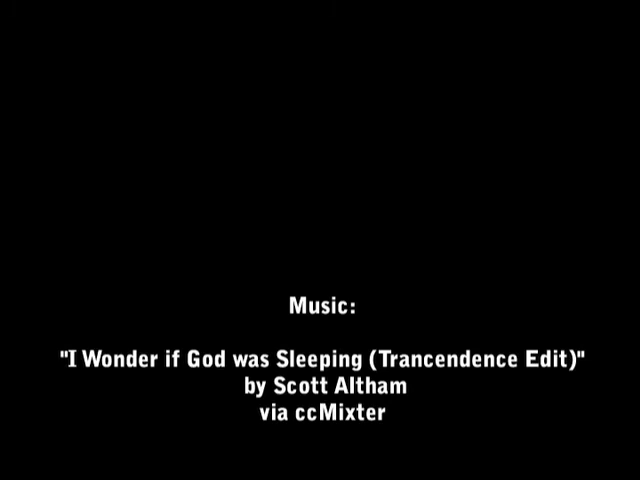 Music:
"I Wonder if God was Sleeping (Trancendence Edit)"
by Scott Altham
via ccMixter